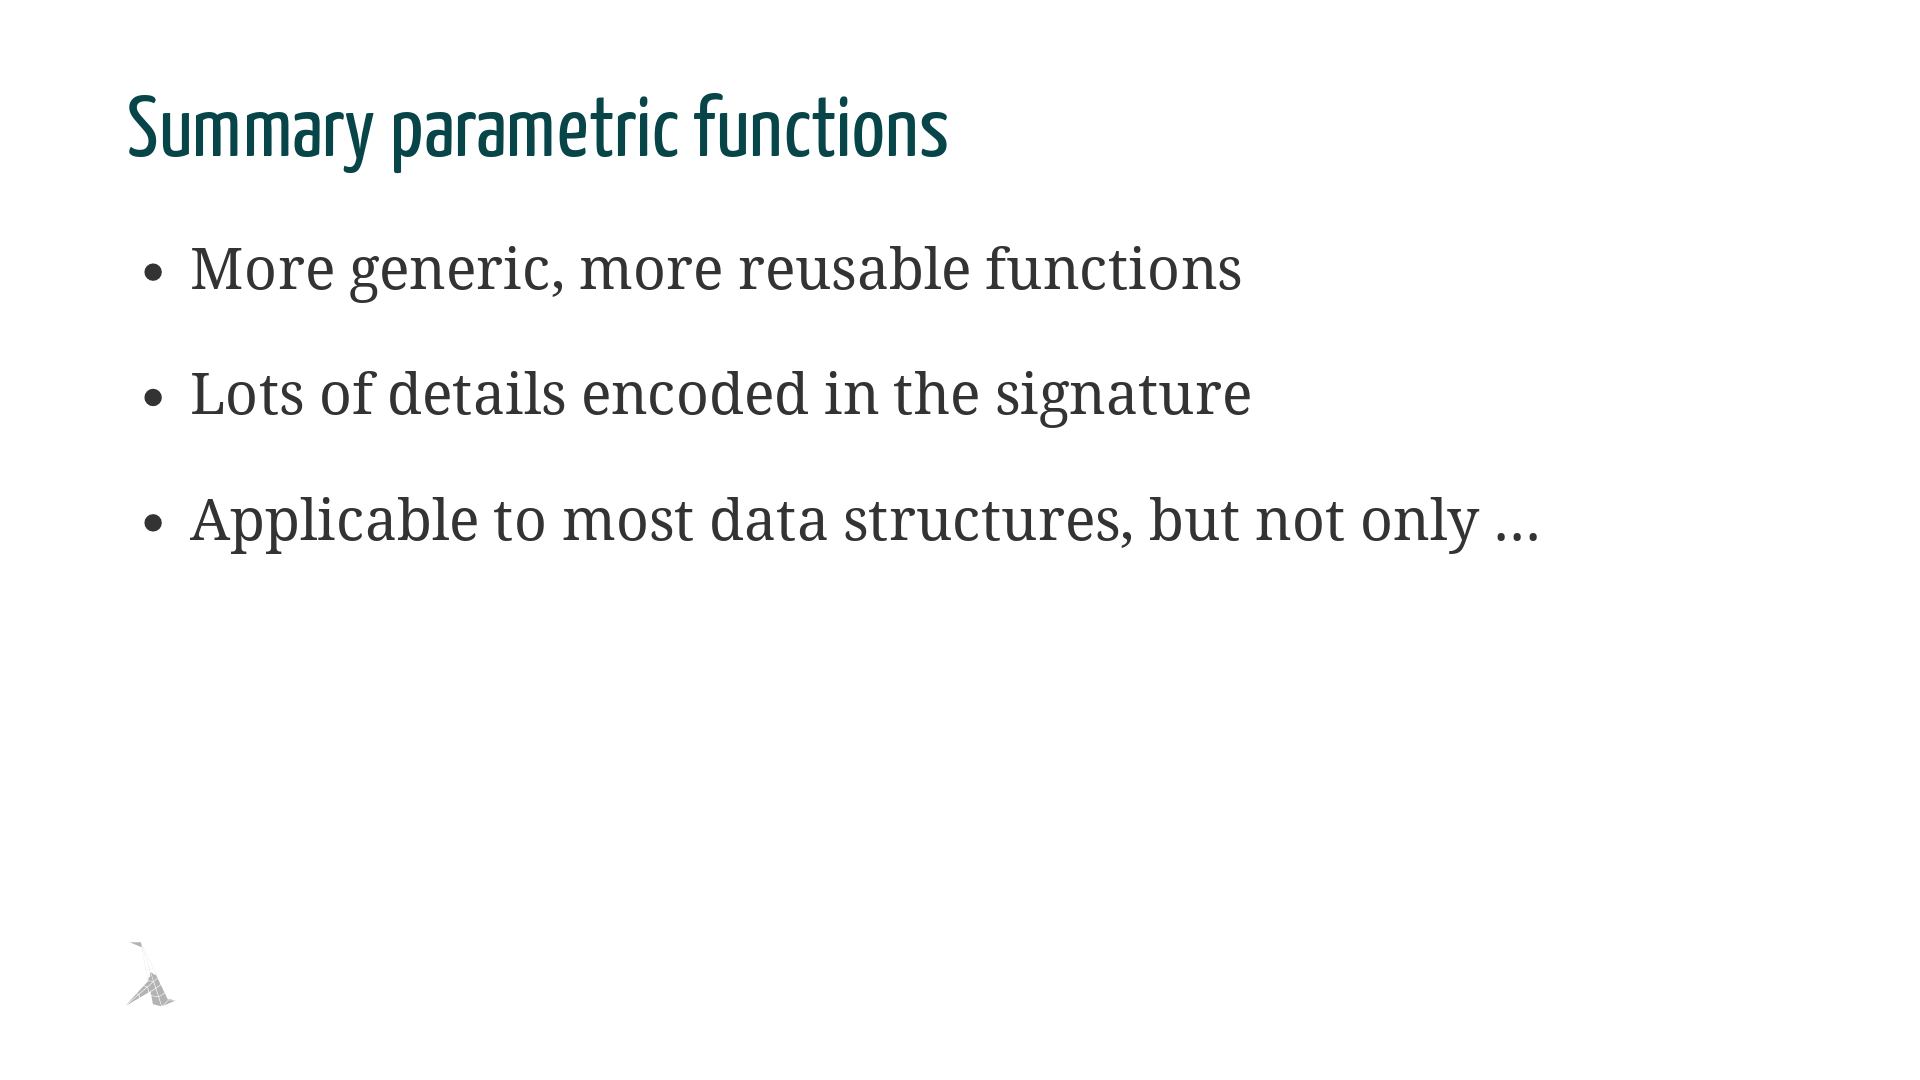 Summary parametric functions
• More generic, more reusable functions
• Lots of details encoded in the signature
• Applicable to most data structures, but not only ...